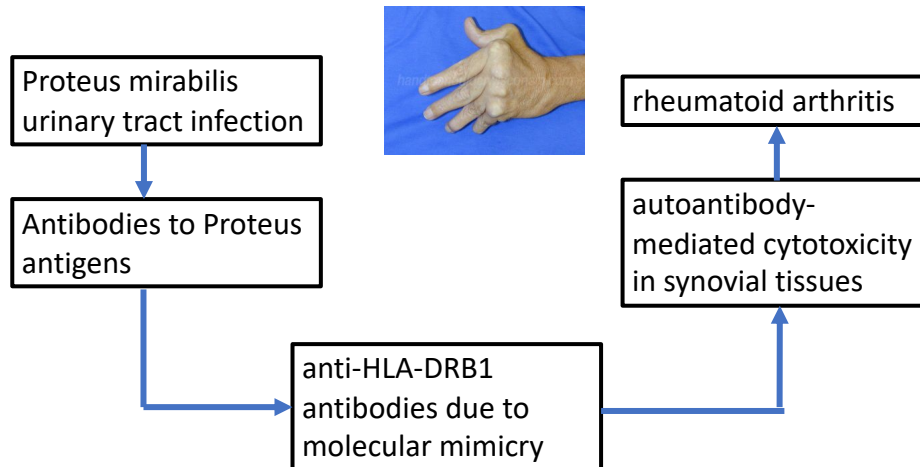 Proteus mirabilis
urinary tract infection
Antibodies to Proteus
antigens
anti-HLA-DRB1
antibodies due to
molecular mimicry
autoantibody-
mediated cytotoxicity
in synovial tissues
rheumatoid arthritis